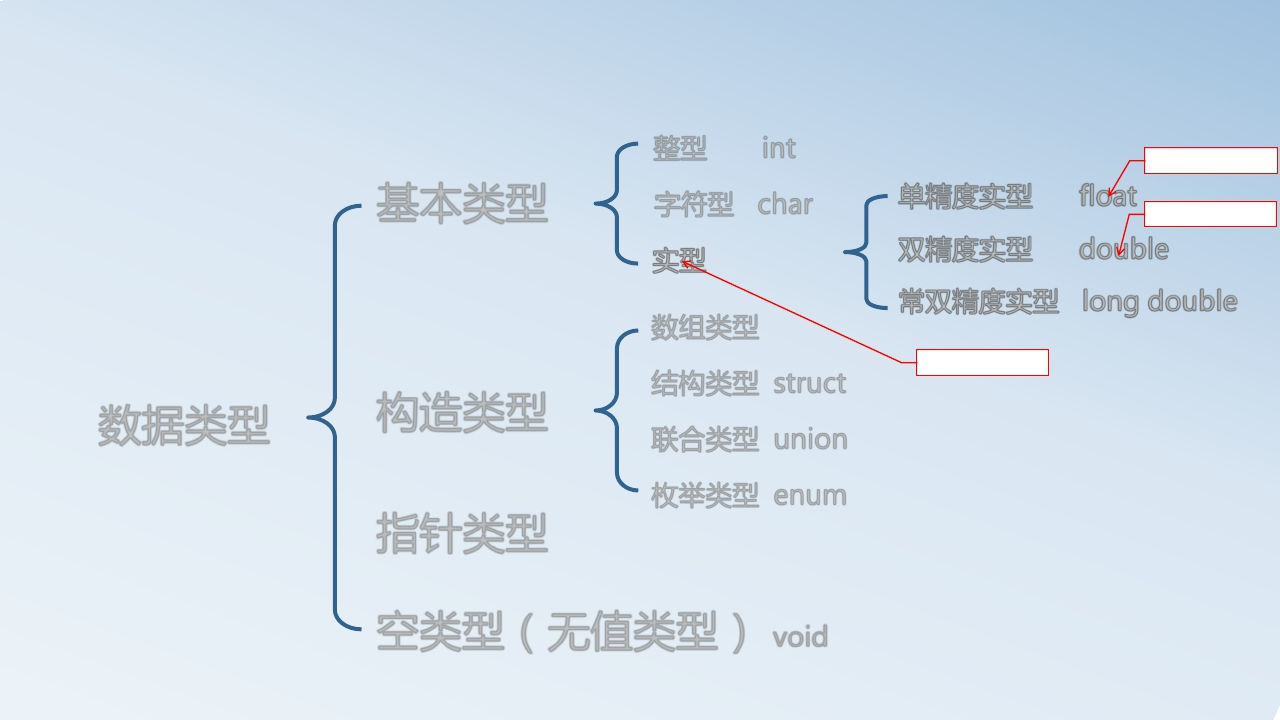 整型 int
字符型 char
实型
基本类型
单精度实型 float
双精度实型 double
常双精度实型 long double
数组类型
结构类型 struct
联合类型 union
枚举类型 enum
构造类型
数据类型
指针类型
空类型（无值类型） void